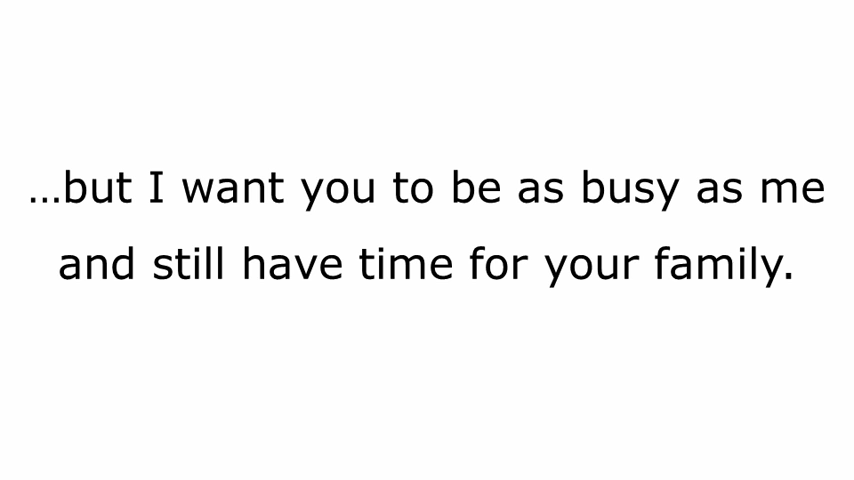 …but I want you to be as busy as me
and still have time for your family.